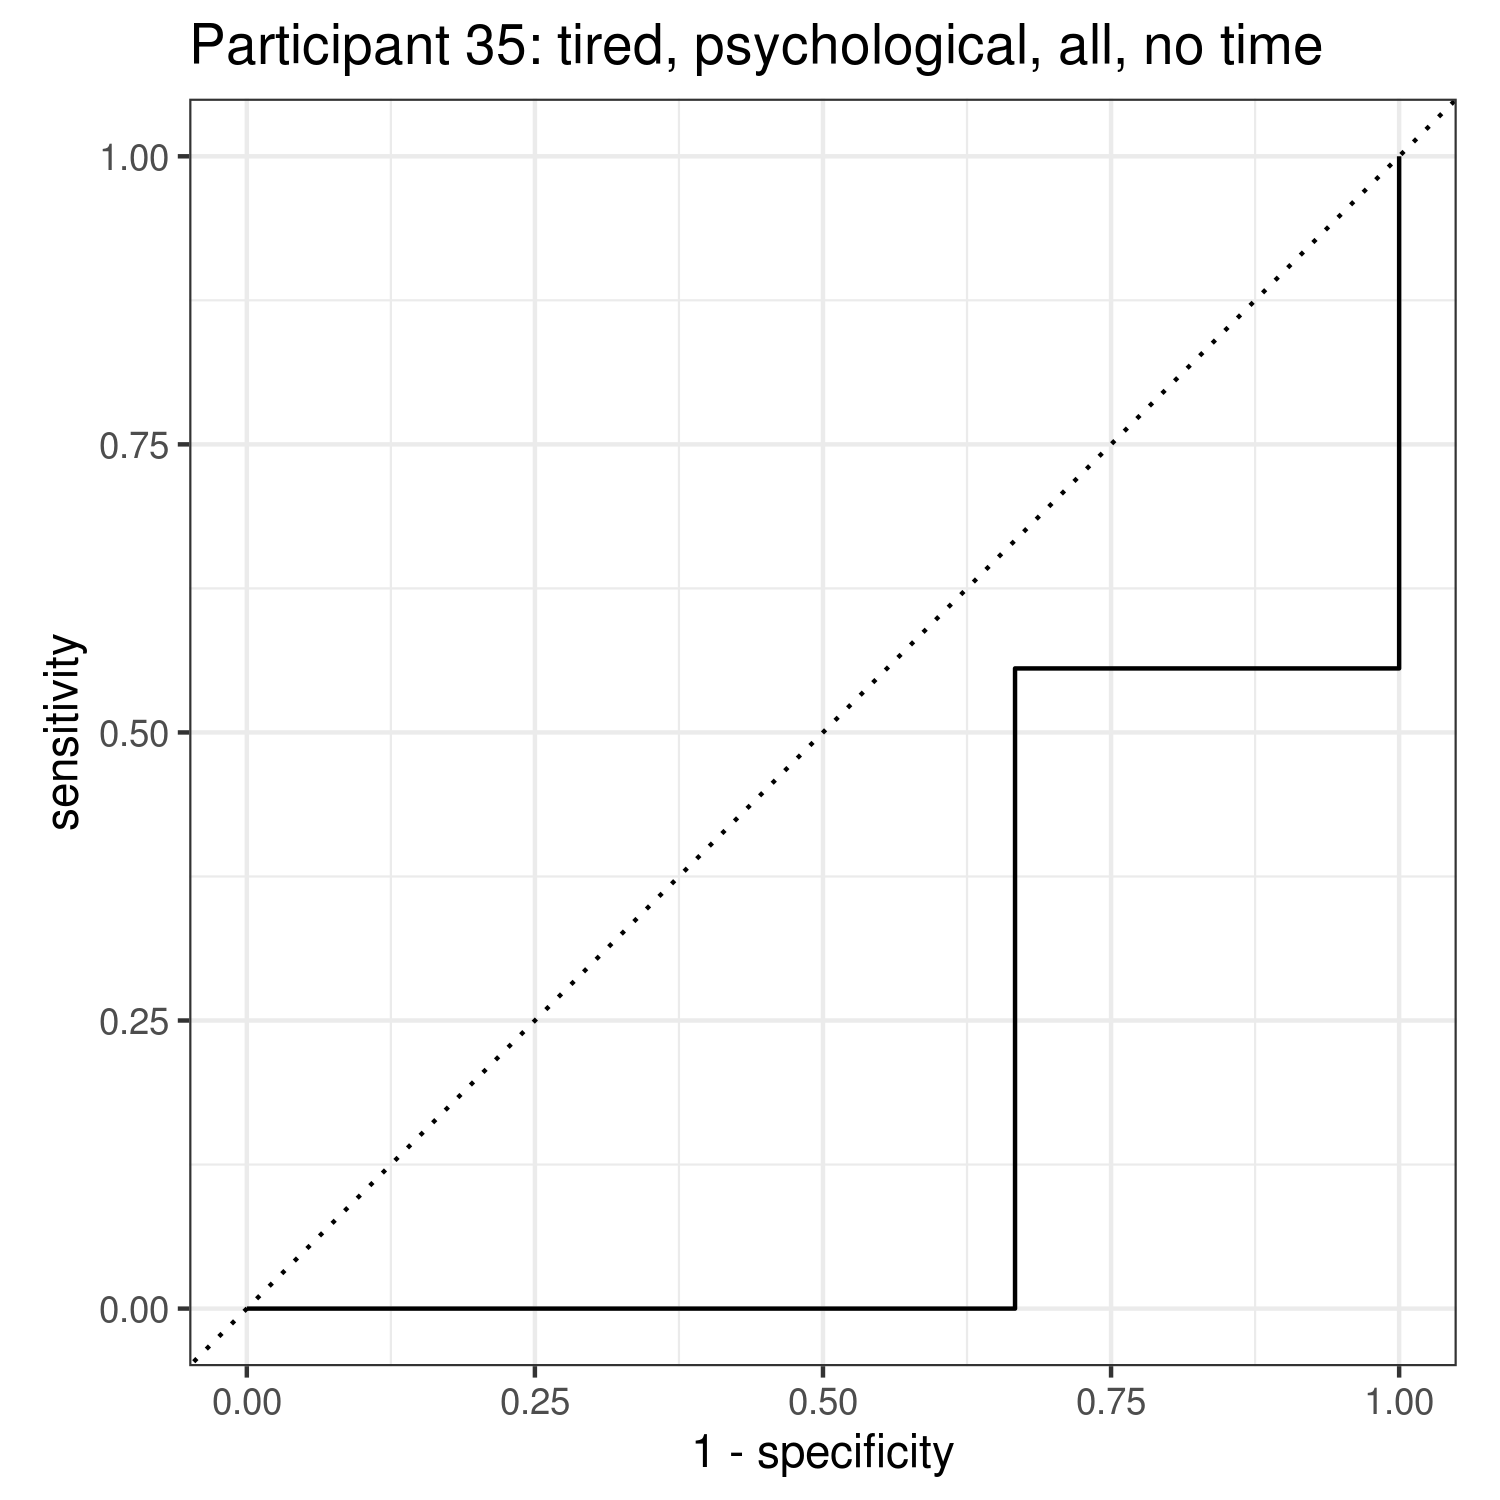 Participant 35: tired, psychological, all, no time
1.00
0.75
0.50
0.25
0.00
sensitivity
0.00 0.25 0.50 0.75 1.00
1 - specificity